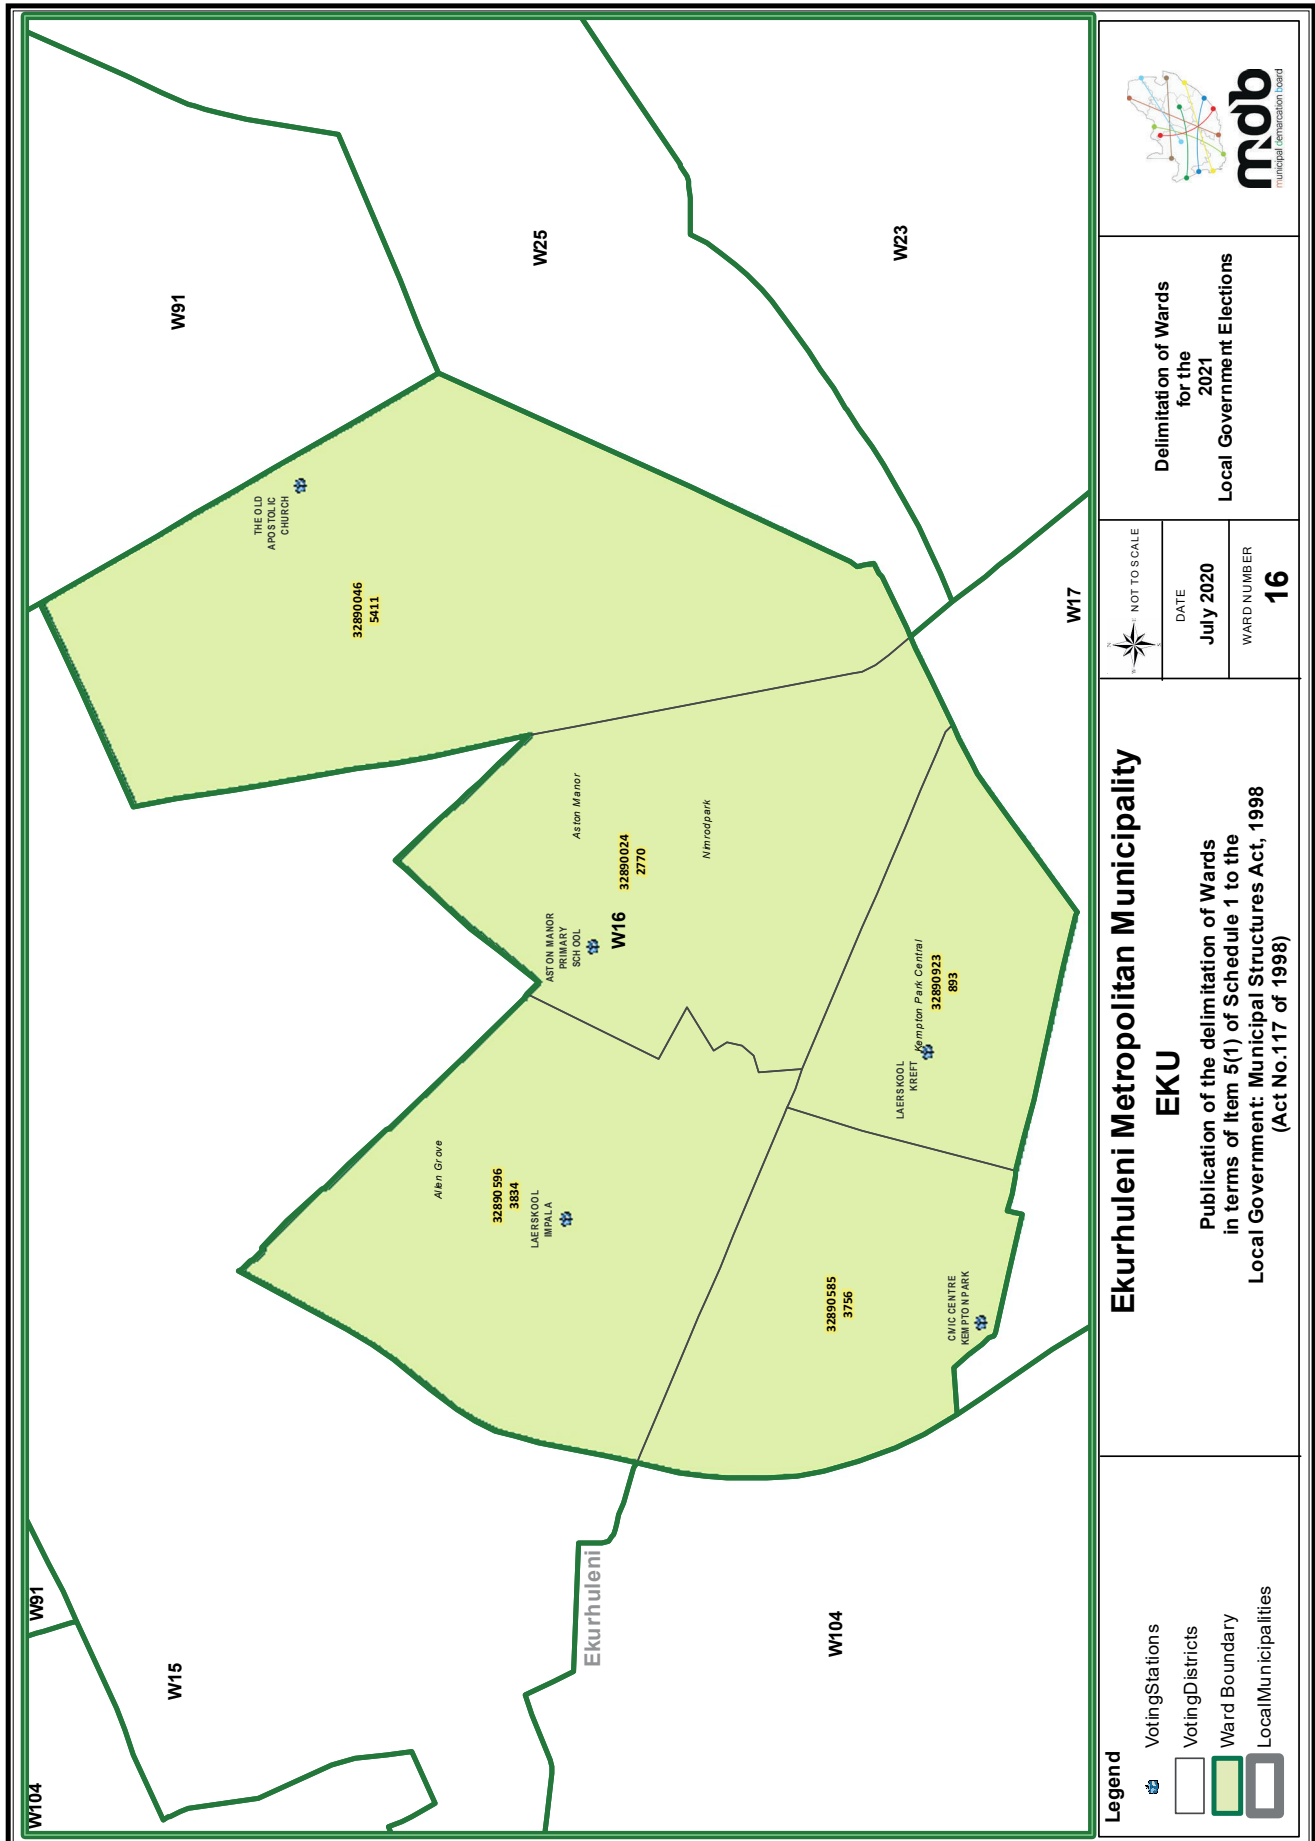 W104
W91
W15
W91
W25
W23
W17
W104
Ekurhuleni
THE OLD
APOSTOLIC
CHURCH
32890046
5411
Aston Manor
Nimrodpark
32890024
2770
ASTON MANOR
PRIMARY
SCHOOL
W16
Allen Grove
32890596
3834
LAERSKOOL
IMPALA
Kempton Park Central
32890923
893
LAERSKOOL
KREFT
32890585
3756
CIVIC CENTRE
KEMPTON PARK
Legend
VotingStations
VotingDistricts
Ward Boundary
LocalMunicipalities
Ekurhuleni Metropolitan Municipality
EKU
Publication of the delimitation of Wards
in terms of Item 5(1) of Schedule 1 to the
Local Government: Municipal Structures Act, 1998
(Act No.117 of 1998)
N
W E
S
NOT TO SCALE
DATE
July 2020
WARD NUMBER
16
Delimitation of Wards
for the
2021
Local Government Elections
mdb
municipal demarcation board